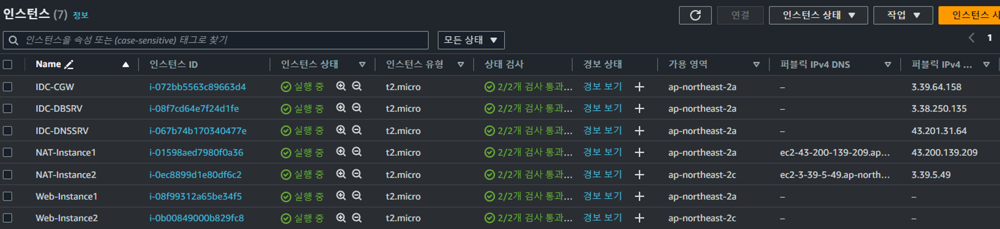 인스턴스 (7) 정보
연결 인스턴스 상태 작업 인스턴스 시
인스턴스을 속성 또는 (case-sensitive) 태그로 찾기 모든 상태 1
Name 인스턴스 ID 인스턴스 상태 인스턴스 유형 상태 검사 경보 상태 가용 영역 퍼블릭 IPv4 DNS 퍼블릭 IPv4 ...
IDC-CGW i-072bb5563c89663d4 실행 중 t2.micro 2/2개 검사 통과... 경보 보기 + ap-northeast-2a – 3.39.64.158
IDC-DBSRV i-08f7cd64e7f24d1fe 실행 중 t2.micro 2/2개 검사 통과... 경보 보기 + ap-northeast-2a – 3.38.250.135
IDC-DNSSRV i-067b74b170340477e 실행 중 t2.micro 2/2개 검사 통과... 경보 보기 + ap-northeast-2a – 43.201.31.64
NAT-Instance1 i-01598aed7980f0a36 실행 중 t2.micro 2/2개 검사 통과... 경보 보기 + ap-northeast-2a ec2-43-200-139-209.ap... 43.200.139.209
NAT-Instance2 i-0ec8899d1e80df6c2 실행 중 t2.micro 2/2개 검사 통과... 경보 보기 + ap-northeast-2c ec2-3-39-5-49.ap-north... 3.39.5.49
Web-Instance1 i-08f99312a65be34f5 실행 중 t2.micro 2/2개 검사 통과... 경보 보기 + ap-northeast-2a – –
Web-Instance2 i-0b00849000b829fc8 실행 중 t2.micro 2/2개 검사 통과... 경보 보기 + ap-northeast-2c – –